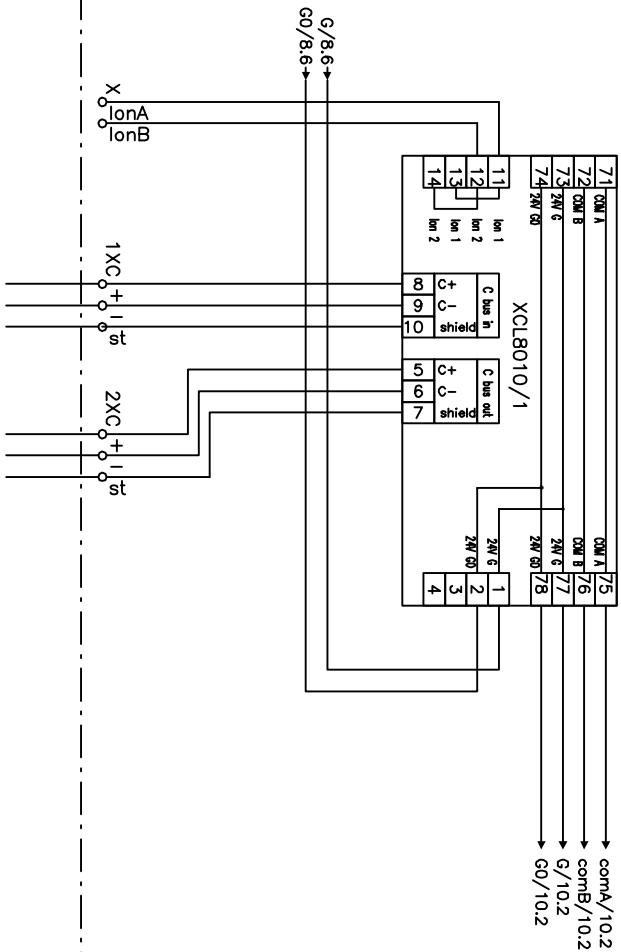 G0/8.6
G/8.6
X
lonA
lonB
14 13 12 11
lon 2
lon 1
lon 2
lon 1
74 73 72 71
24V G0
24V G
COM B
COM A
1XC
+
−
st
8 C+
9 C-
10 shield
C bus in
XCL8010/1
2XC
+
−
st
5 C+
6 C-
7 shield
C bus out
24V G0
24V G
4 3 2 1
24V G0
24V G
COM B
COM A
78 77 76 75
G0/10.2
G/10.2
comB/10.2
comA/10.2